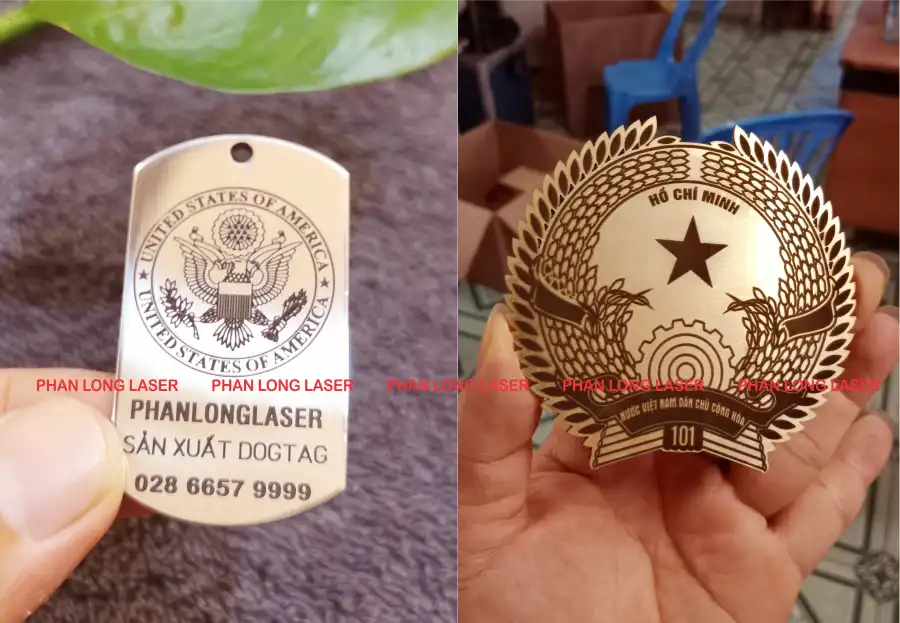 UNITED STATES OF AMERICA
UNITED STATES OF AMERICA
PHANLONGLASER
SẢN XUẤT DOGTAG
028 6657 9999
HỒ CHÍ MINH
NƯỚC VIỆT NAM DÂN CHỦ CỘNG HÒA
101
PHAN LONG LASER PHAN LONG LASER PHAN LONG LASER PHAN LONG LASER PHAN LONG LASER